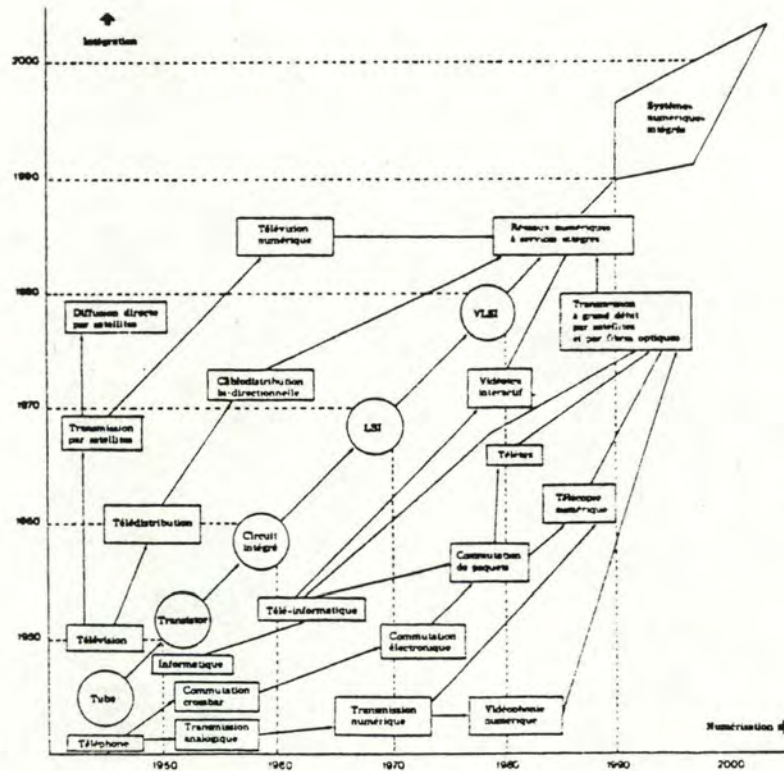 Intégration
2000
Systèmes
numériques
intégrés
1990
Télévision
numérique
Réseaux numériques
à services intégrés
1980
Diffusion directe
par satellites
VLSI
Transmission
à grand débit
par satellites
et par fibres optiques
Câblodistribution
bi-directionnelle
Vidéotex
interactif
1970
Transmission
par satellites
LSI
Télétex
Télédistribution
Télécopie
numérique
1960
Circuit
intégré
Commutation
de paquets
Télé-informatique
Transistor
1950
Télévision
Informatique
Commutation
électronique
Tube
Commutation
crossbar
Transmission
numérique
Vidéophonie
numérique
Transmission
analogique
Numérisation
Téléphone
1950
1960
1970
1980
1990
2000